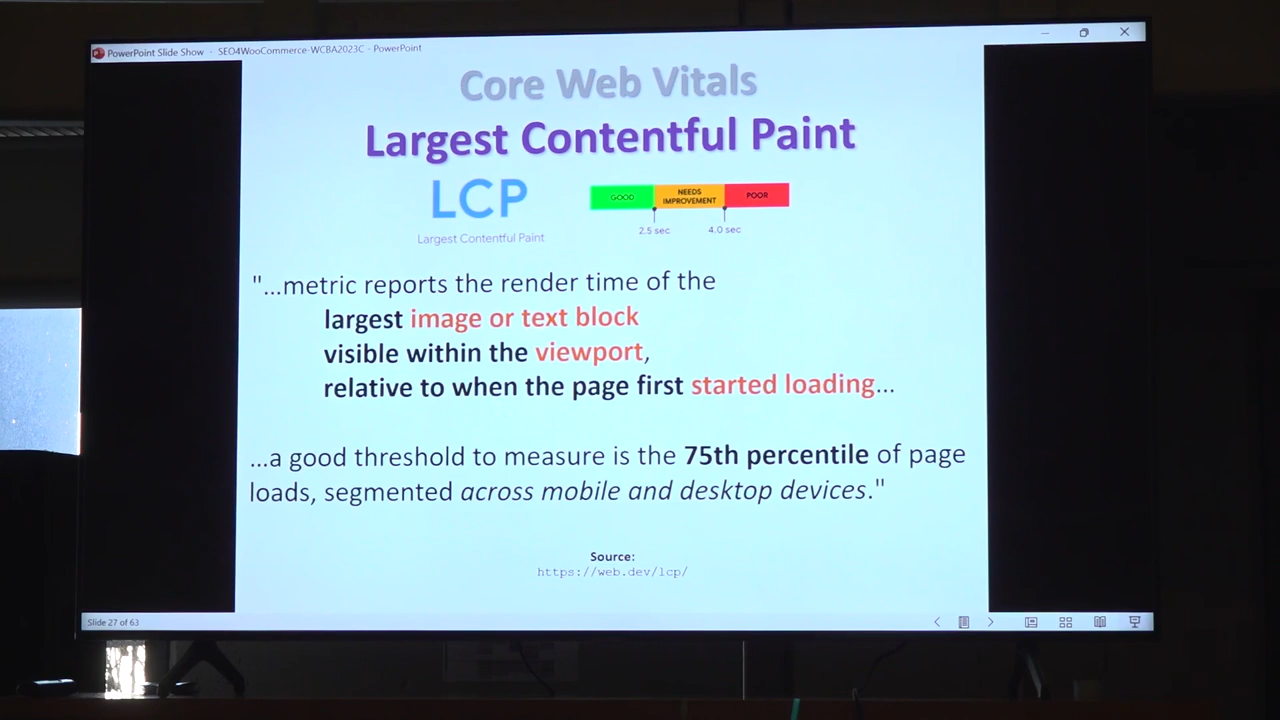 PowerPoint Slide Show - SEO4WooCommerce-WCBA2023C - PowerPoint
Core Web Vitals
Largest Contentful Paint
LCP
Largest Contentful Paint
GOOD
NEEDS
IMPROVEMENT
POOR
2.5 sec
4.0 sec
"...metric reports the render time of the
largest image or text block
visible within the viewport,
relative to when the page first started loading...
...a good threshold to measure is the 75th percentile of page
loads, segmented across mobile and desktop devices."
Source:
https://web.dev/lcp/
Slide 27 of 63